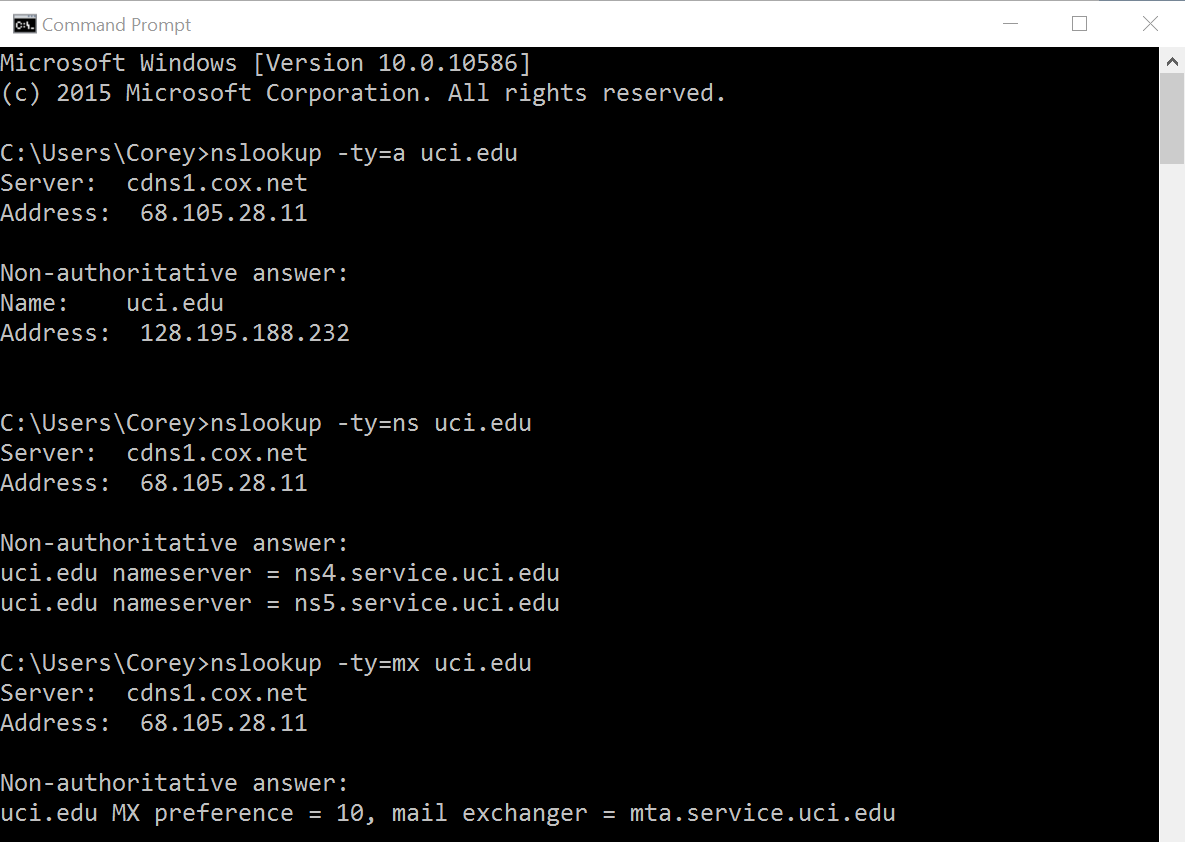 Command Prompt
Microsoft Windows [Version 10.0.10586]
(c) 2015 Microsoft Corporation. All rights reserved.
C:\Users\Corey>nslookup -ty=a uci.edu
Server:  cdns1.cox.net
Address:  68.105.28.11
Non-authoritative answer:
Name:    uci.edu
Address:  128.195.188.232
C:\Users\Corey>nslookup -ty=ns uci.edu
Server:  cdns1.cox.net
Address:  68.105.28.11
Non-authoritative answer:
uci.edu nameserver = ns4.service.uci.edu
uci.edu nameserver = ns5.service.uci.edu
C:\Users\Corey>nslookup -ty=mx uci.edu
Server:  cdns1.cox.net
Address:  68.105.28.11
Non-authoritative answer:
uci.edu MX preference = 10, mail exchanger = mta.service.uci.edu